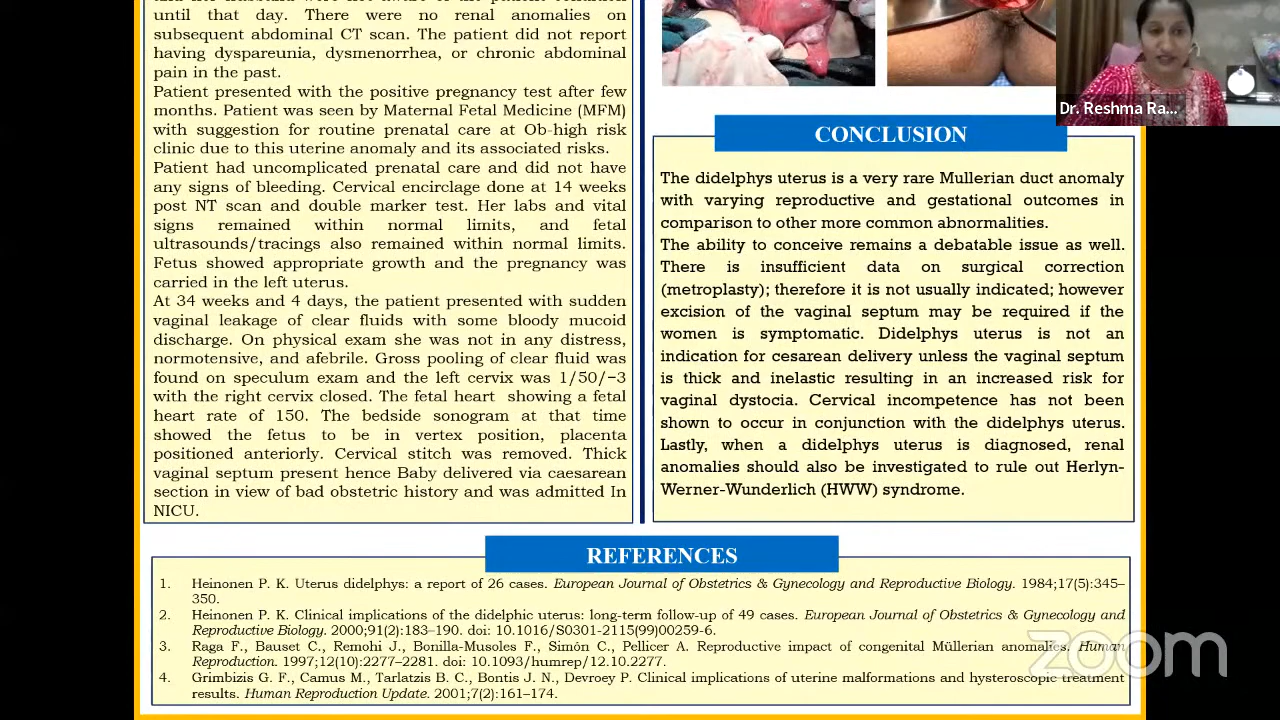 until that day. There were no renal anomalies on
subsequent abdominal CT scan. The patient did not report
having dyspareunia, dysmenorrhea, or chronic abdominal
pain in the past.
Patient presented with the positive pregnancy test after few
months. Patient was seen by Maternal Fetal Medicine (MFM)
with suggestion for routine prenatal care at Ob-high risk
clinic due to this uterine anomaly and its associated risks.
Patient had uncomplicated prenatal care and did not have
any signs of bleeding. Cervical encirclage done at 14 weeks
post NT scan and double marker test. Her labs and vital
signs remained within normal limits, and fetal
ultrasounds/tracings also remained within normal limits.
Fetus showed appropriate growth and the pregnancy was
carried in the left uterus.
At 34 weeks and 4 days, the patient presented with sudden
vaginal leakage of clear fluids with some bloody mucoid
discharge. On physical exam she was not in any distress,
normotensive, and afebrile. Gross pooling of clear fluid was
found on speculum exam and the left cervix was 1/50/−3
with the right cervix closed. The fetal heart showing a fetal
heart rate of 150. The bedside sonogram at that time
showed the fetus to be in vertex position, placenta
positioned anteriorly. Cervical stitch was removed. Thick
vaginal septum present hence Baby delivered via caesarean
section in view of bad obstetric history and was admitted In
NICU.
Dr. Reshma Ra...
CONCLUSION
The didelphys uterus is a very rare Mullerian duct anomaly
with varying reproductive and gestational outcomes in
comparison to other more common abnormalities.
The ability to conceive remains a debatable issue as well.
There is insufficient data on surgical correction
(metroplasty); therefore it is not usually indicated; however
excision of the vaginal septum may be required if the
women is symptomatic. Didelphys uterus is not an
indication for cesarean delivery unless the vaginal septum
is thick and inelastic resulting in an increased risk for
vaginal dystocia. Cervical incompetence has not been
shown to occur in conjunction with the didelphys uterus.
Lastly, when a didelphys uterus is diagnosed, renal
anomalies should also be investigated to rule out Herlyn-
Werner-Wunderlich (HWW) syndrome.
REFERENCES
1. Heinonen P. K. Uterus didelphys: a report of 26 cases. European Journal of Obstetrics & Gynecology and Reproductive Biology. 1984;17(5):345–
350.
2. Heinonen P. K. Clinical implications of the didelphic uterus: long-term follow-up of 49 cases. European Journal of Obstetrics & Gynecology and
Reproductive Biology. 2000;91(2):183–190. doi: 10.1016/S0301-2115(99)00259-6.
3. Raga F., Bauset C., Remohi J., Bonilla-Musoles F., Simón C., Pellicer A. Reproductive impact of congenital Müllerian anomalies. Human
Reproduction. 1997;12(10):2277–2281. doi: 10.1093/humrep/12.10.2277.
4. Grimbizis G. F., Camus M., Tarlatzis B. C., Bontis J. N., Devroey P. Clinical implications of uterine malformations and hysteroscopic treatment
results. Human Reproduction Update. 2001;7(2):161–174.
zoom